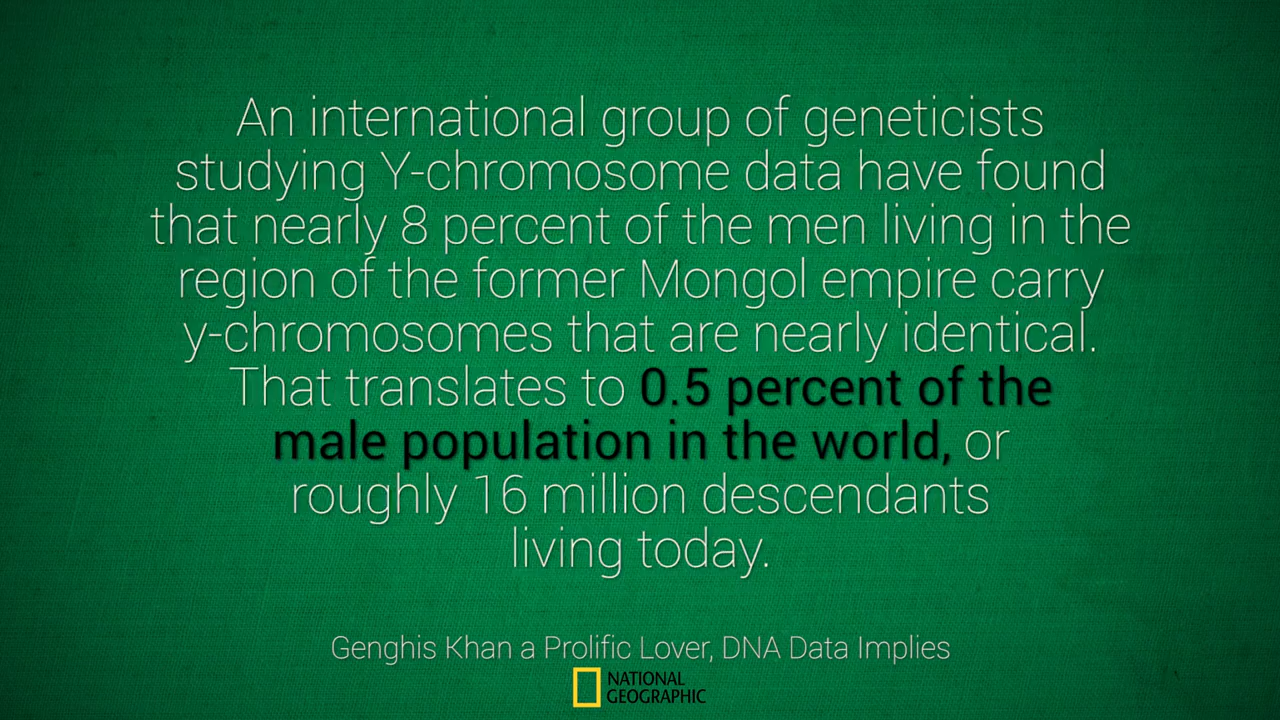 An international group of geneticists
studying Y-chromosome data have found
that nearly 8 percent of the men living in the
region of the former Mongol empire carry
y-chromosomes that are nearly identical.
That translates to 0.5 percent of the
male population in the world, or
roughly 16 million descendants
living today.
Genghis Khan a Prolific Lover, DNA Data Implies
NATIONAL
GEOGRAPHIC